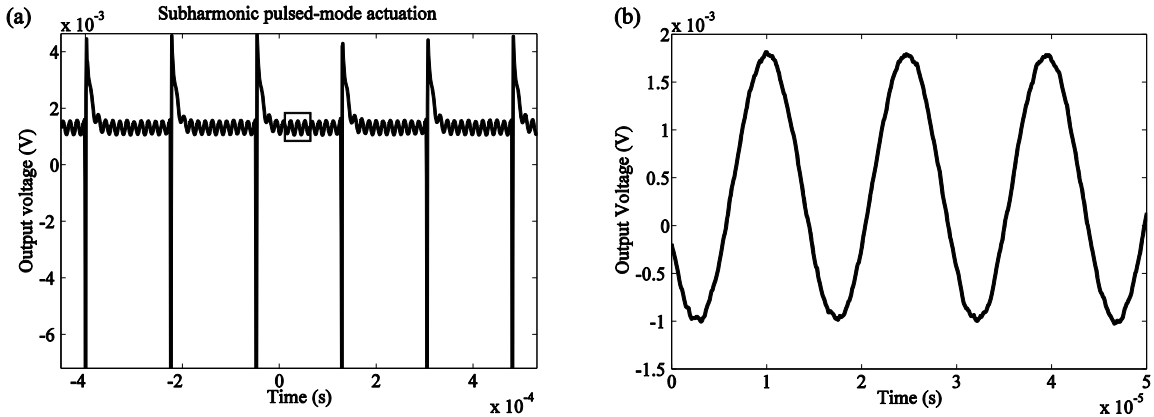 (a)
Subharmonic pulsed-mode actuation
x 10⁻³
4
2
0
-2
-4
-6
Output voltage (V)
-4
-2
0
2
4
Time (s)
x 10⁻⁴
(b)
x 10⁻³
2
1.5
1
0.5
0
-0.5
-1
-1.5
Output Voltage (V)
0
1
2
3
4
5
Time (s)
x 10⁻⁵